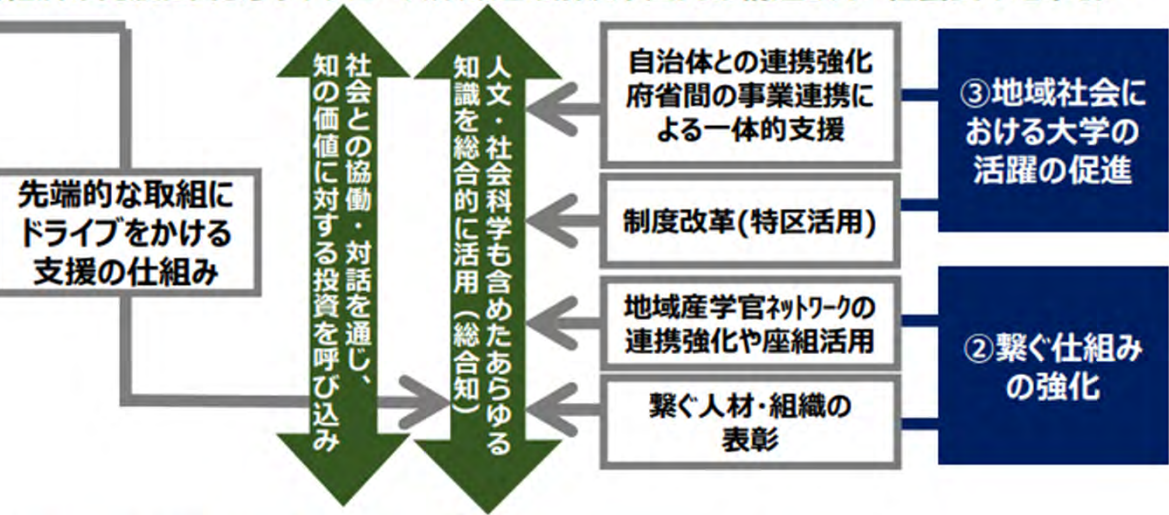 先端的な取組に
ドライブをかける
支援の仕組み
社会との協働・対話を通じ、
知の価値に対する投資を呼び込み
人文・社会科学も含めたあらゆる
知識を総合的に活用（総合知）
自治体との連携強化
府省間の事業連携に
よる一体的支援
制度改革(特区活用)
地域産学官ﾈｯﾄﾜｰｸの
連携強化や座組活用
繋ぐ人材・組織の
表彰
③地域社会に
おける大学の
活躍の促進
②繋ぐ仕組み
の強化